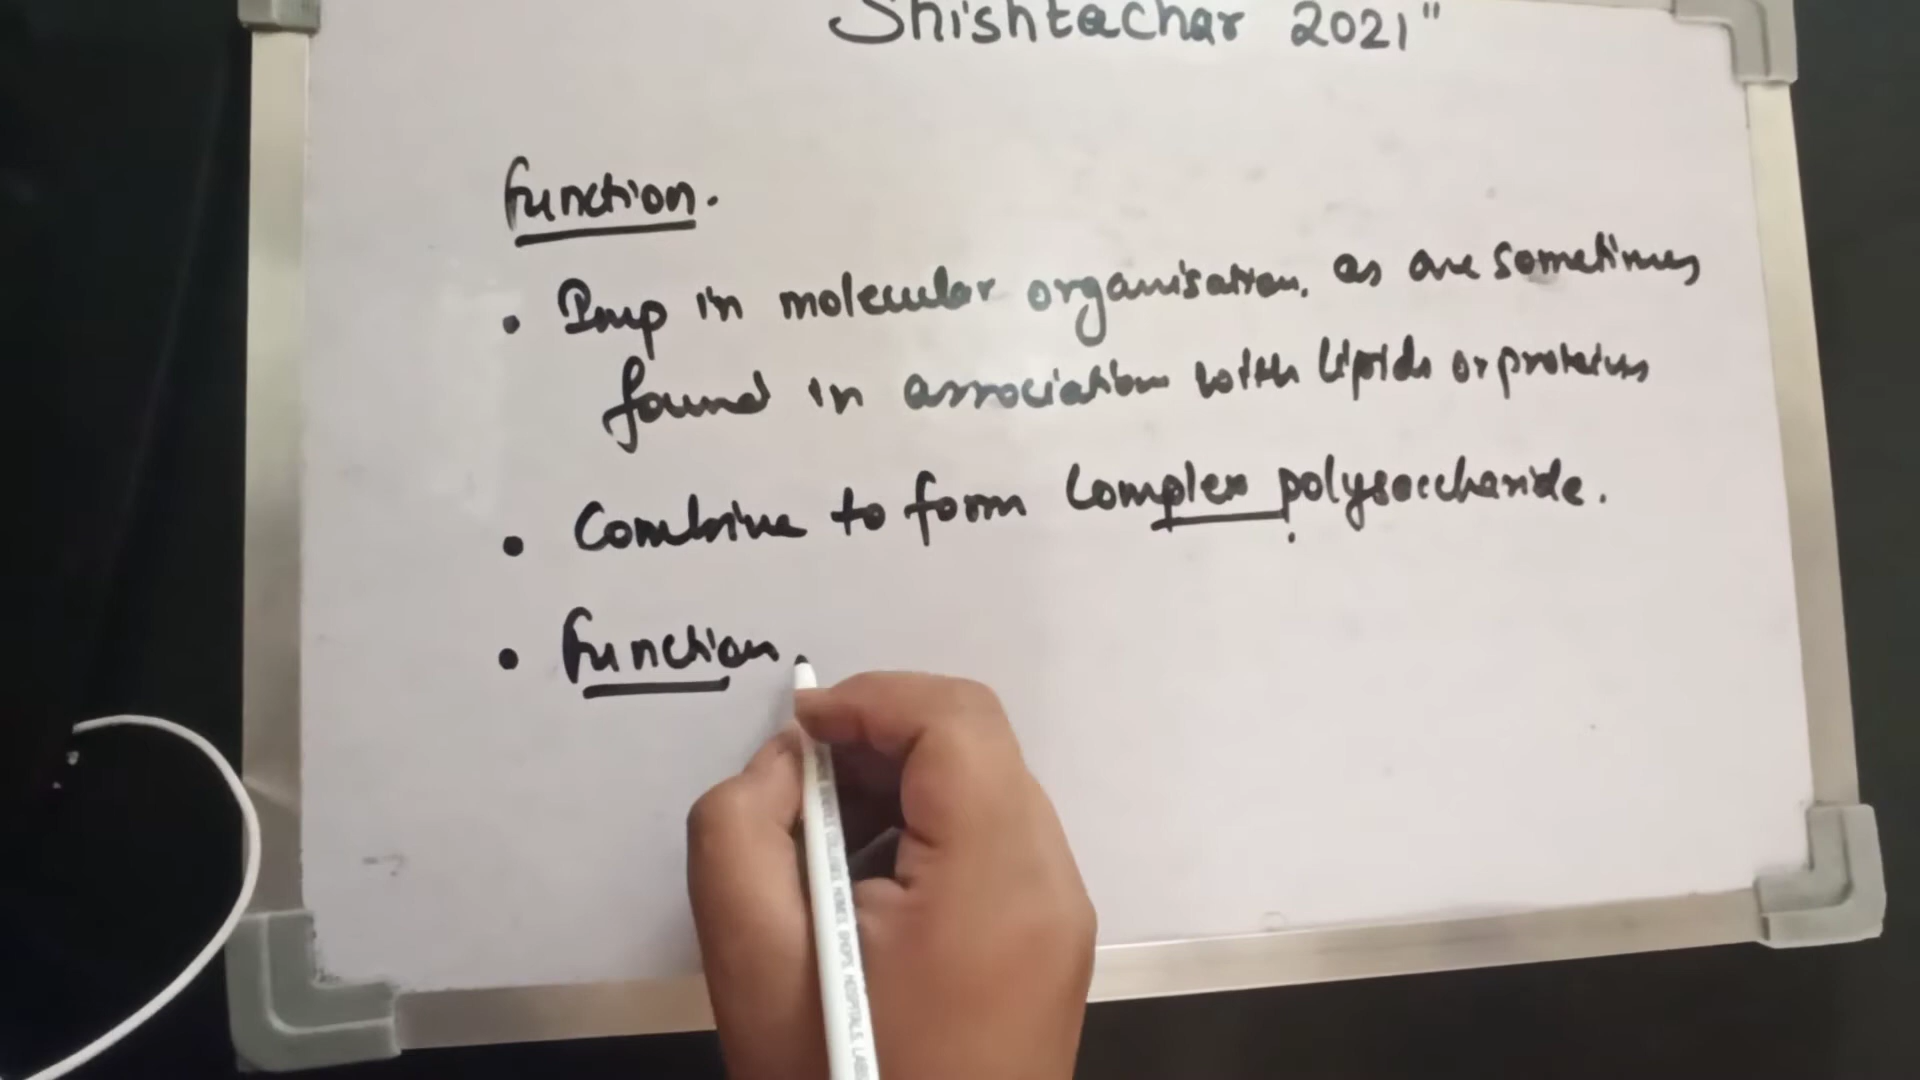 Shishtachar 2021"
Function.
• Imp in molecular organisation. as are sometimes
found in association with lipids or proteins
• Combine to form Complex polysaccharide.
• Function.